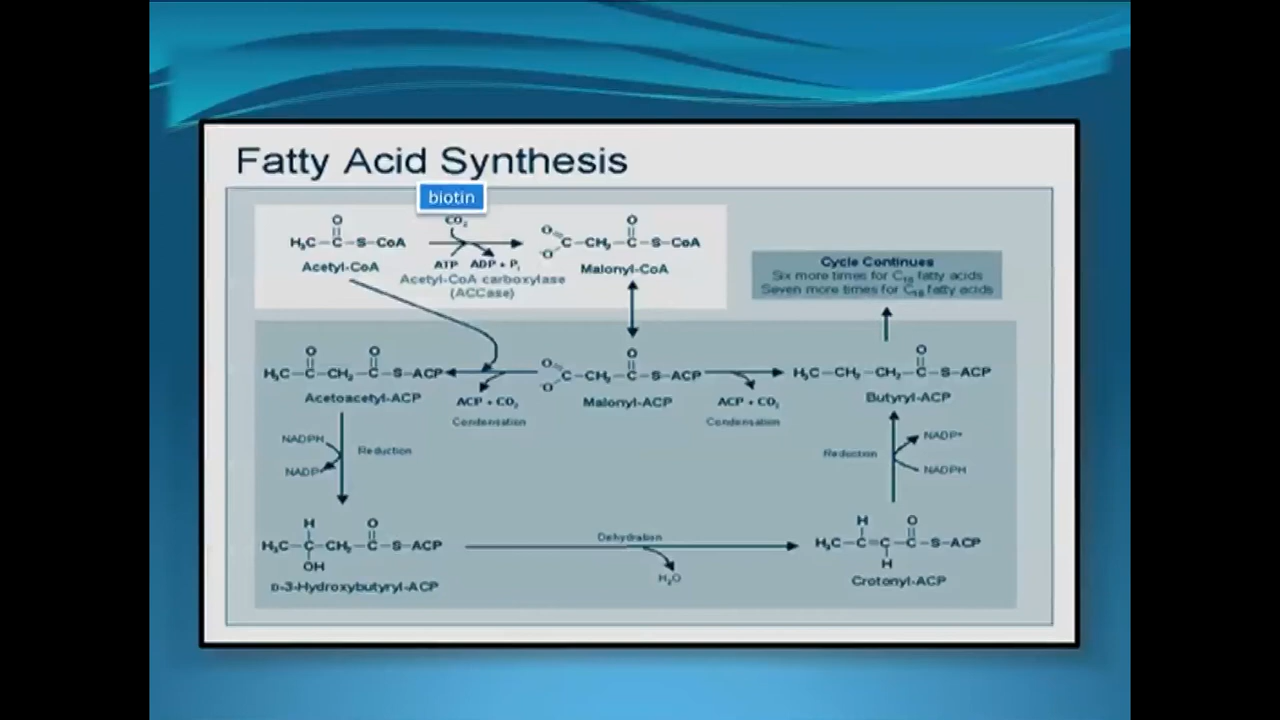 Fatty Acid Synthesis
biotin
CO₂
O
H₃C—C—S—CoA
Acetyl-CoA
ATP ADP + Pᵢ
Acetyl-CoA carboxylase
(ACCase)
O O
C—CH₂—C—S—CoA
⁻O
Malonyl-CoA
Cycle Continues
Six more times for C₁₆ fatty acids
Seven more times for C₁₈ fatty acids
O O
H₃C—C—CH₂—C—S—ACP
Acetoacetyl-ACP
ACP + CO₂
Condensation
O O
C—CH₂—C—S—ACP
⁻O
Malonyl-ACP
ACP + CO₂
Condensation
O
H₃C—CH₂—CH₂—C—S—ACP
Butyryl-ACP
NADPH
Reduction
NADP⁺
Reduction
NADP⁺
NADPH
H O
H₃C—C—CH₂—C—S—ACP
OH
D-3-Hydroxybutyryl-ACP
Dehydration
H₂O
H O
H₃C—C=C—C—S—ACP
H
Crotonyl-ACP